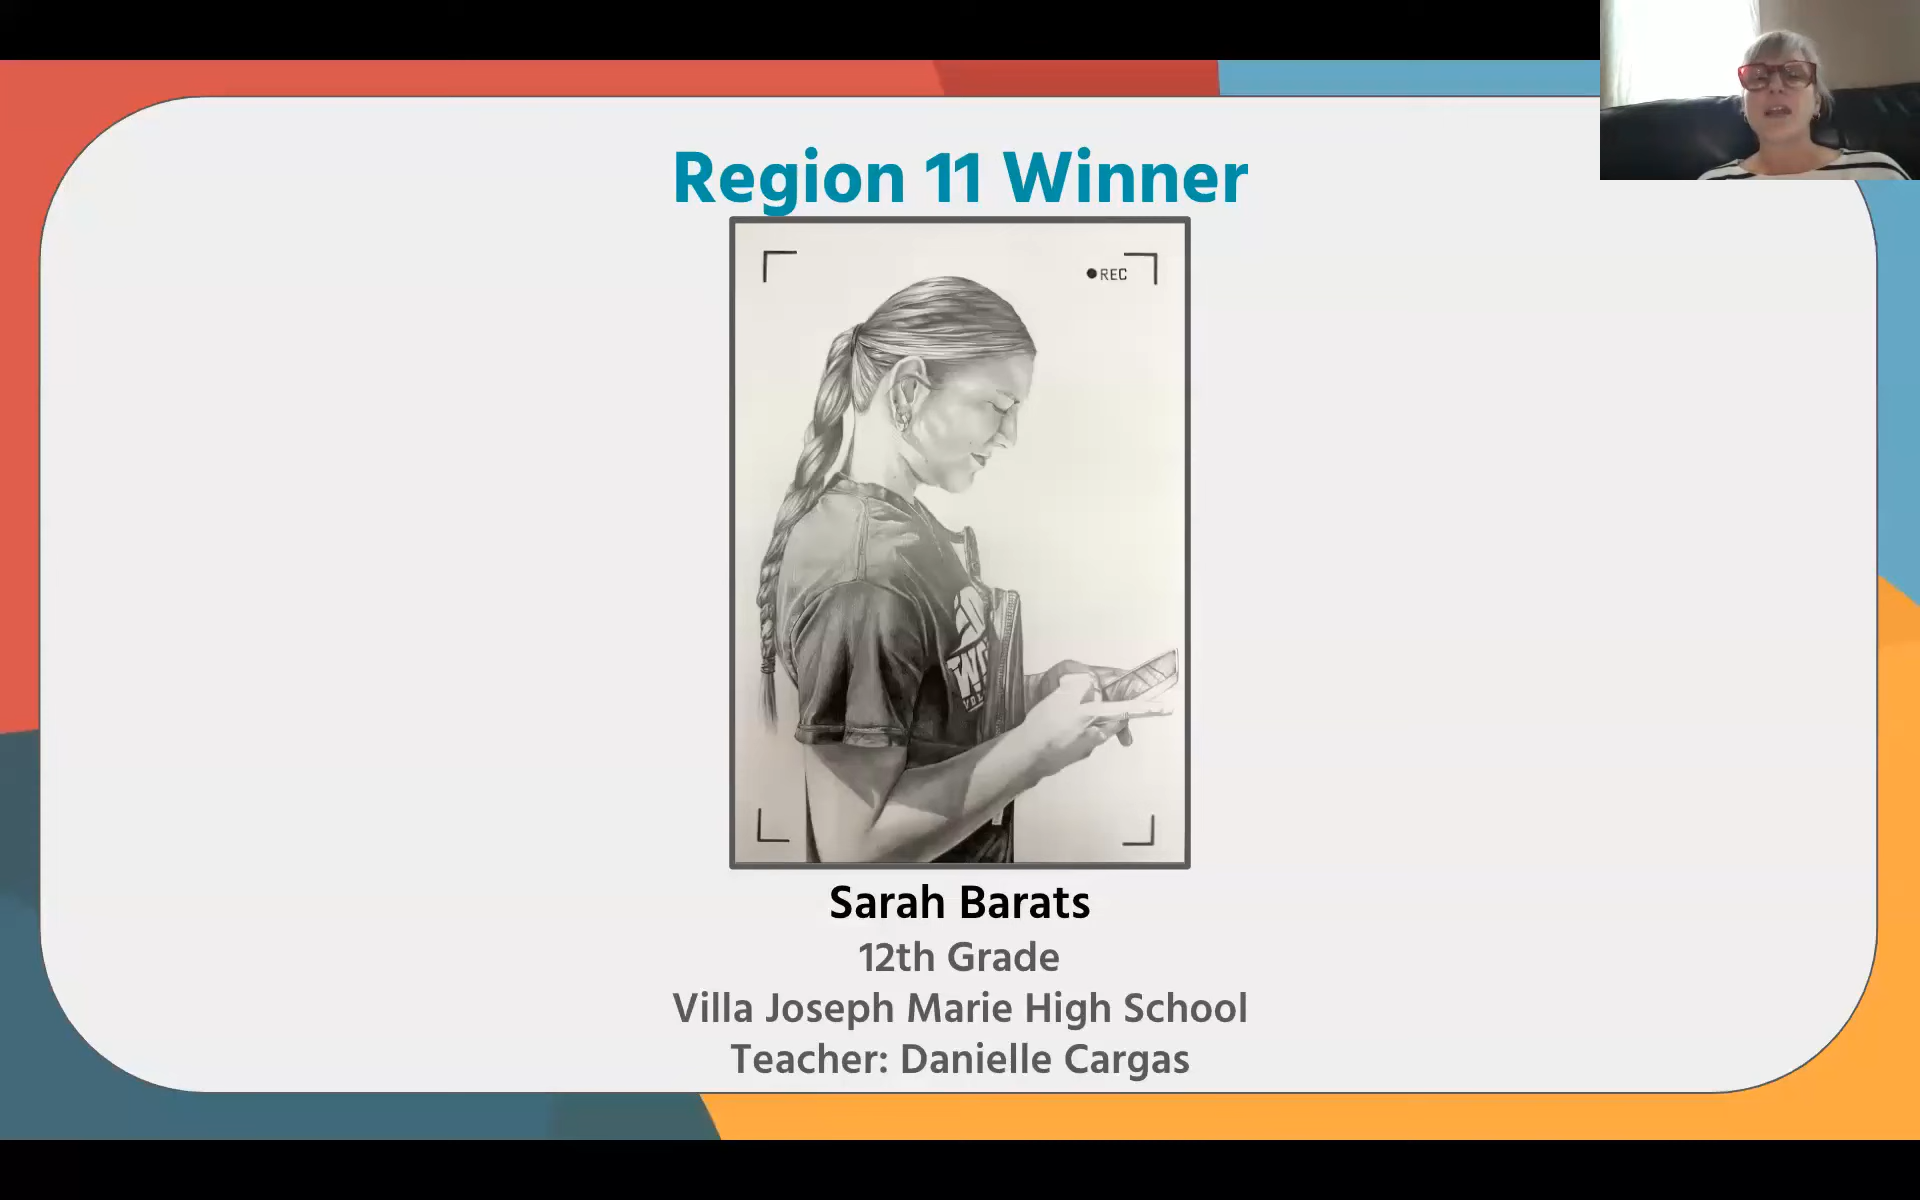 Region 11 Winner
REC
Sarah Barats
12th Grade
Villa Joseph Marie High School
Teacher: Danielle Cargas